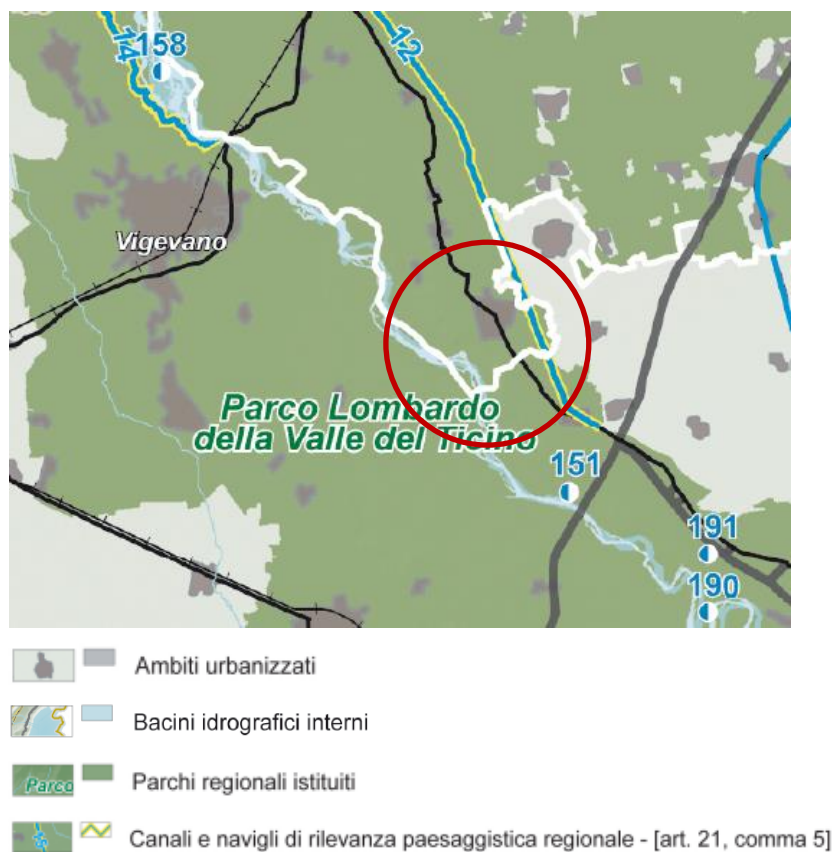 158
14
12
Vigevano
Parco Lombardo
della Valle del Ticino
151
191
190
Ambiti urbanizzati
Bacini idrografici interni
Parco
Parchi regionali istituiti
Canali e navigli di rilevanza paesaggistica regionale - [art. 21, comma 5]